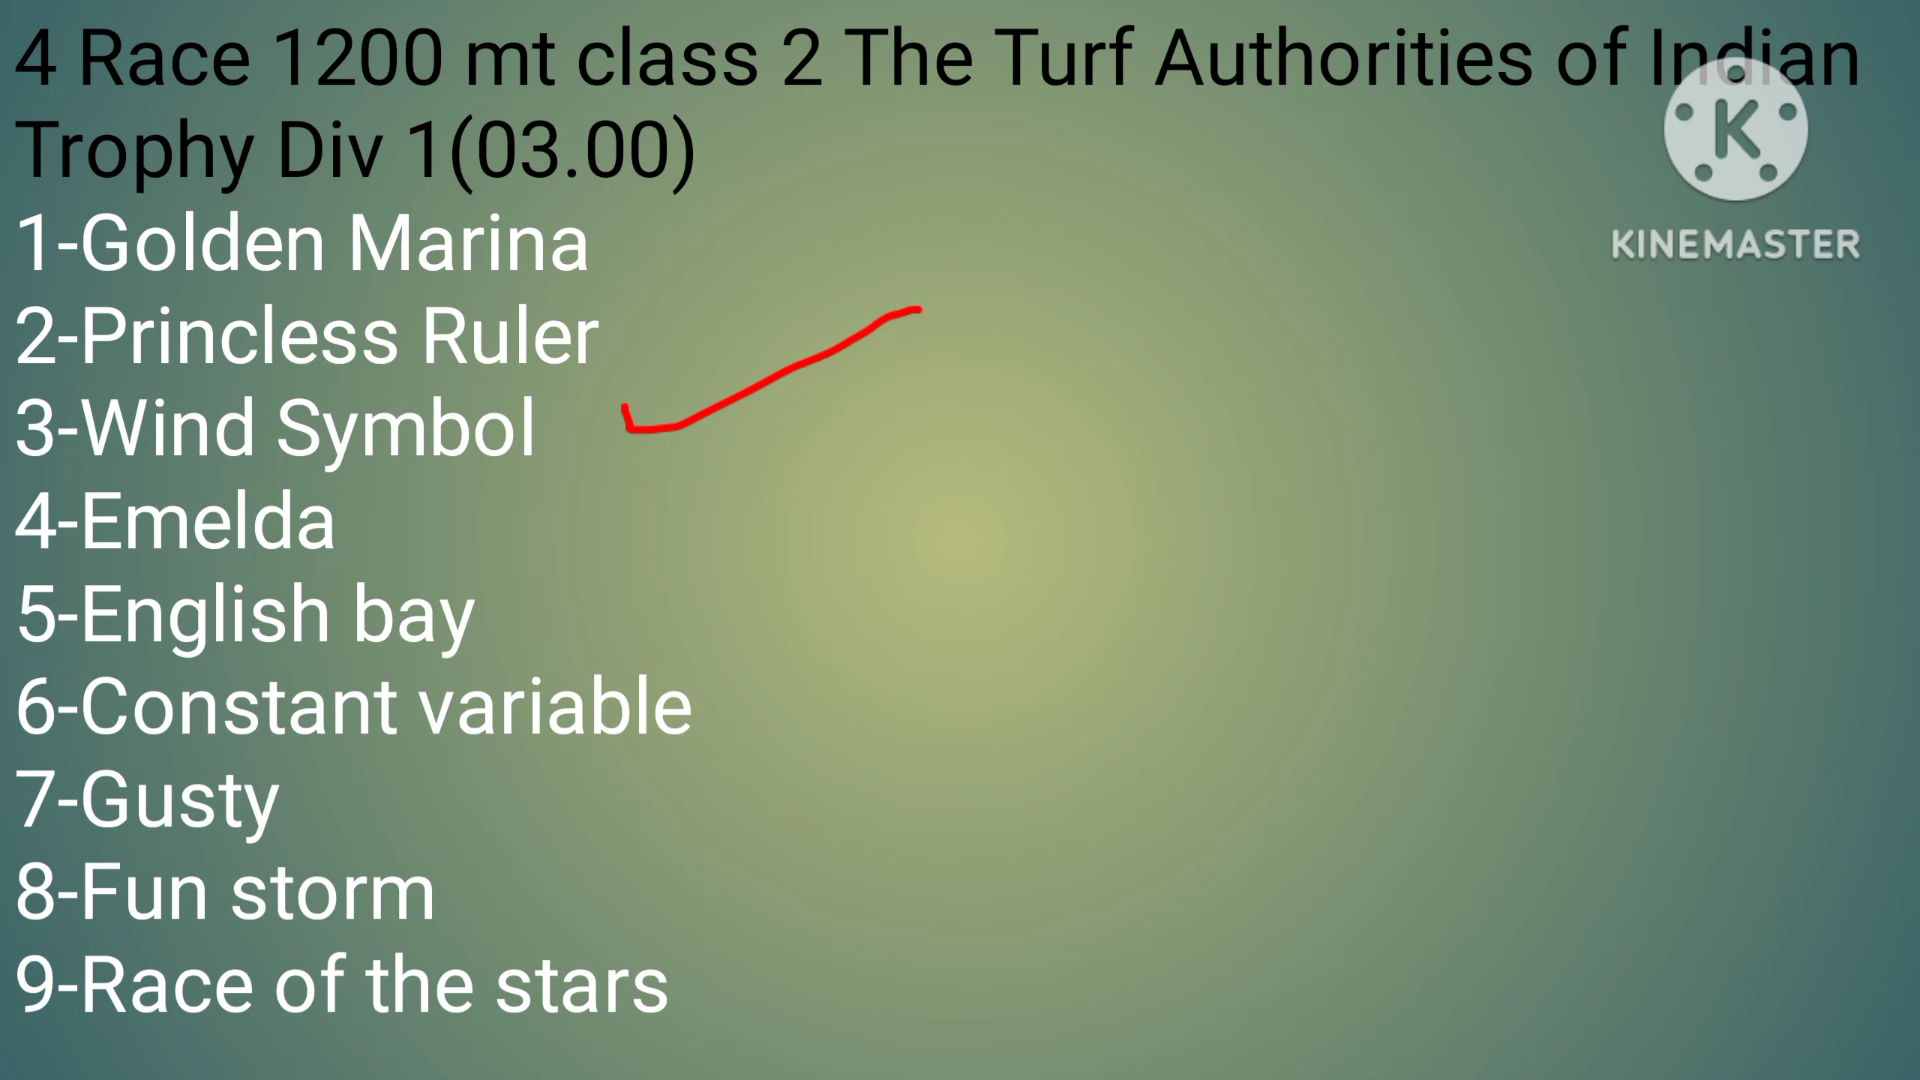 4 Race 1200 mt class 2 The Turf Authorities of Indian
Trophy Div 1(03.00)
K
KINEMASTER
1-Golden Marina
2-Princless Ruler
3-Wind Symbol
4-Emelda
5-English bay
6-Constant variable
7-Gusty
8-Fun storm
9-Race of the stars